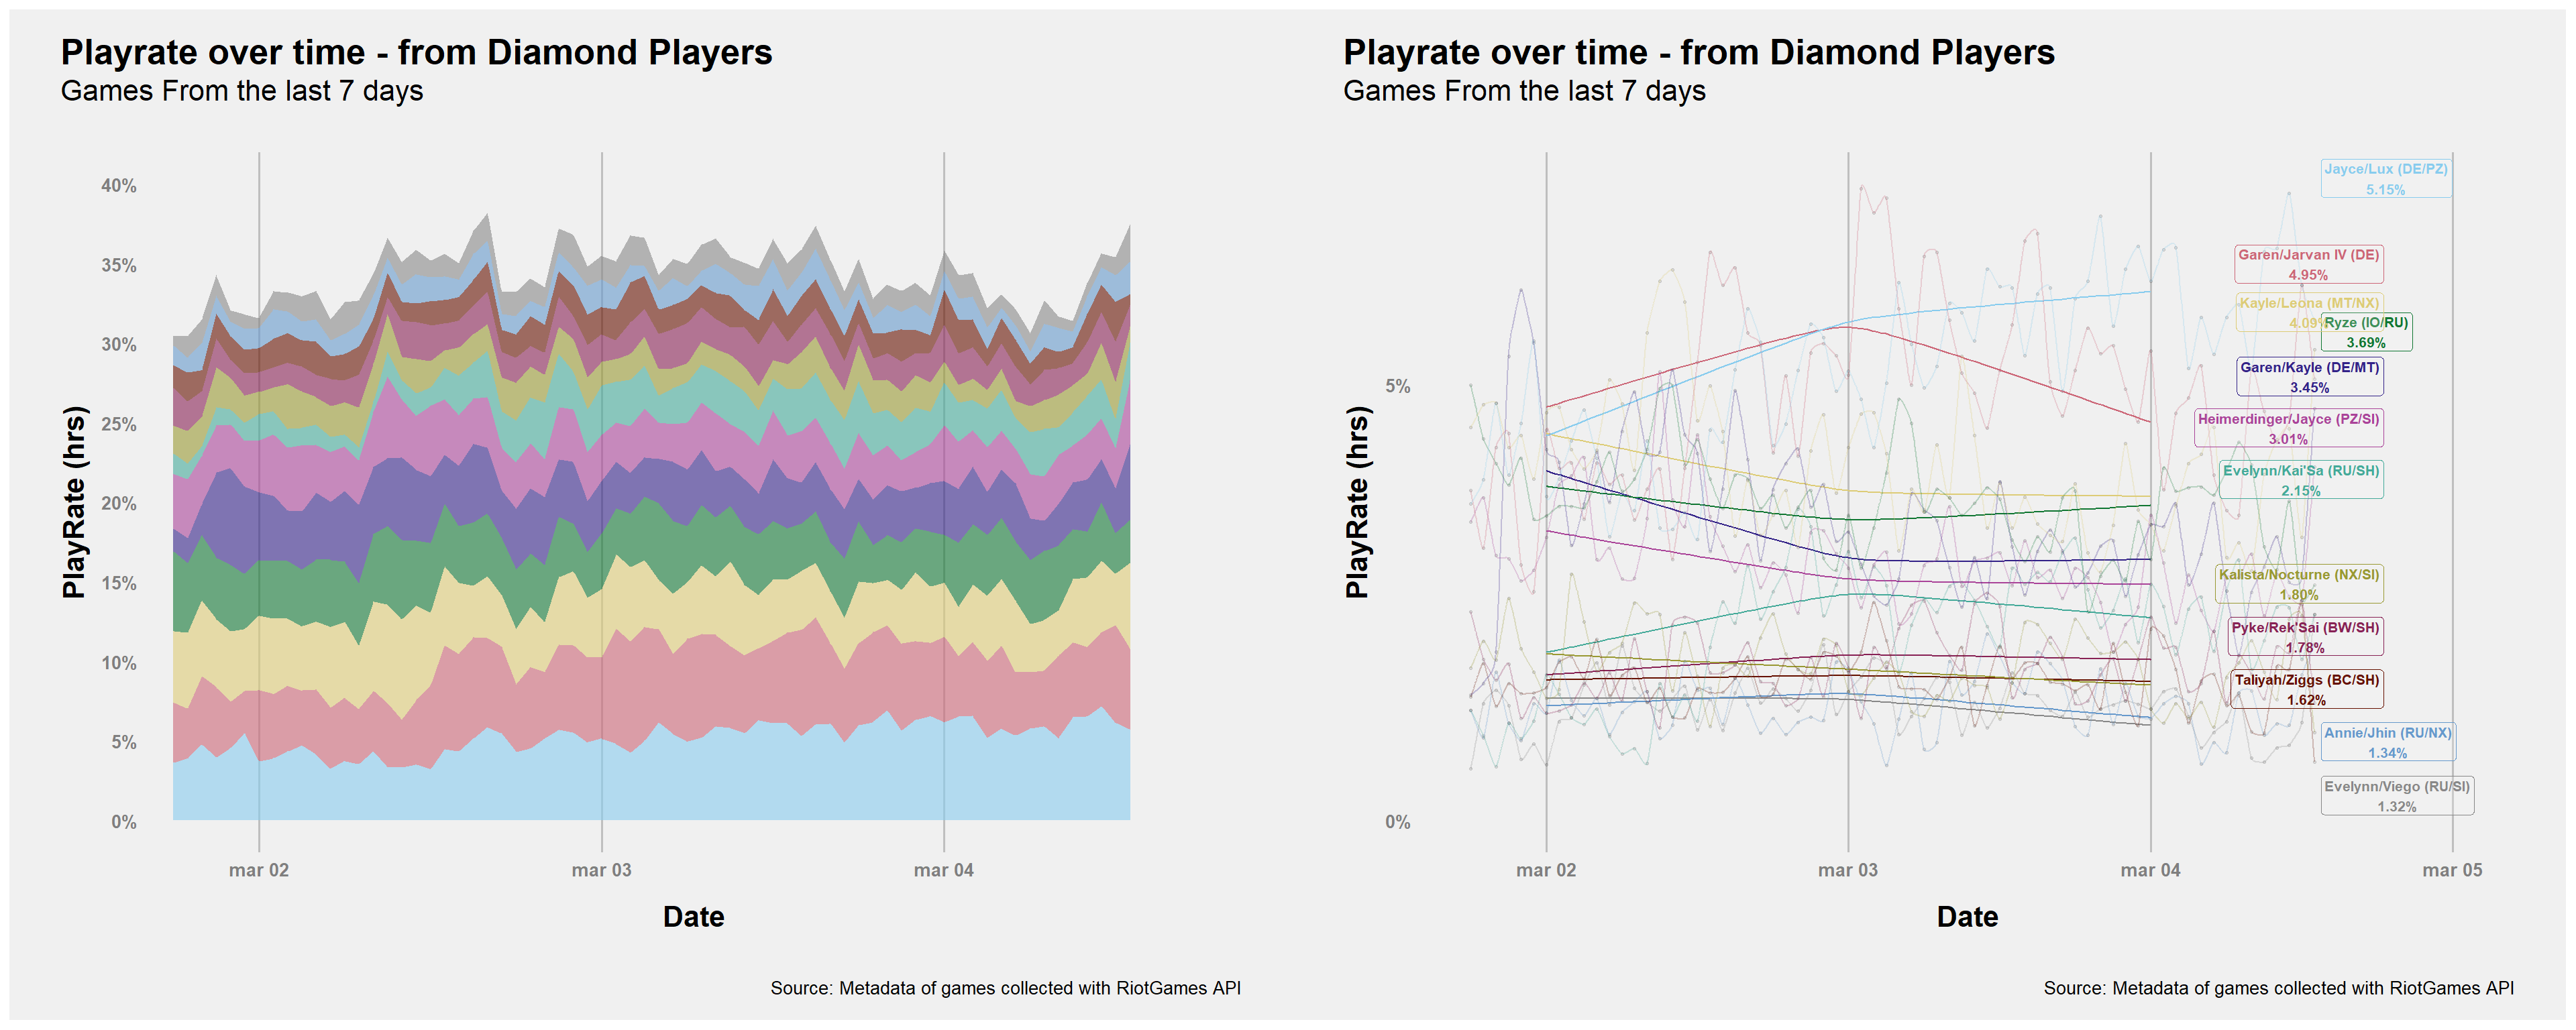 Playrate over time - from Diamond Players
Games From the last 7 days
PlayRate (hrs)
40%
35%
30%
25%
20%
15%
10%
5%
0%
mar 02
mar 03
mar 04
Date
Source: Metadata of games collected with RiotGames API
Playrate over time - from Diamond Players
Games From the last 7 days
PlayRate (hrs)
5%
0%
Jayce/Lux (DE/PZ)
5.15%
Garen/Jarvan IV (DE)
4.95%
Kayle/Leona (MT/NX)
4.09%
Ryze (IO/RU)
3.69%
Garen/Kayle (DE/MT)
3.45%
Heimerdinger/Jayce (PZ/SI)
3.01%
Evelynn/Kai'Sa (RU/SH)
2.15%
Kalista/Nocturne (NX/SI)
1.80%
Pyke/Rek'Sai (BW/SH)
1.78%
Taliyah/Ziggs (BC/SH)
1.62%
Annie/Jhin (RU/NX)
1.34%
Evelynn/Viego (RU/SI)
1.32%
mar 02
mar 03
mar 04
mar 05
Date
Source: Metadata of games collected with RiotGames API